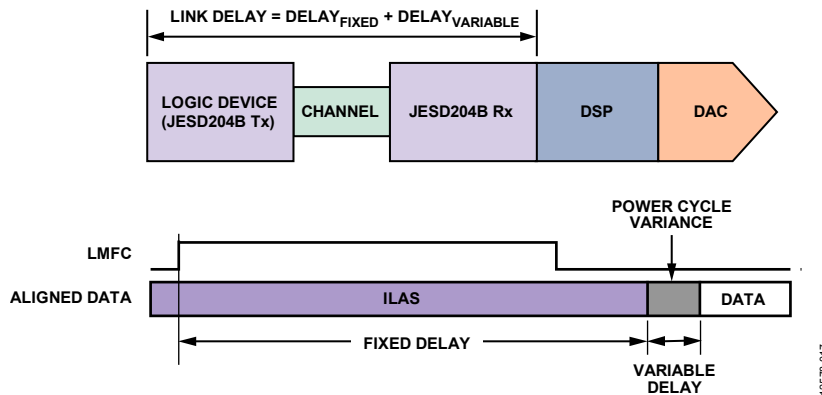 LINK DELAY = DELAYFIXED + DELAYVARIABLE
LOGIC DEVICE
(JESD204B Tx)
CHANNEL
JESD204B Rx
DSP
DAC
POWER CYCLE
VARIANCE
LMFC
ALIGNED DATA
ILAS
DATA
FIXED DELAY
VARIABLE
DELAY